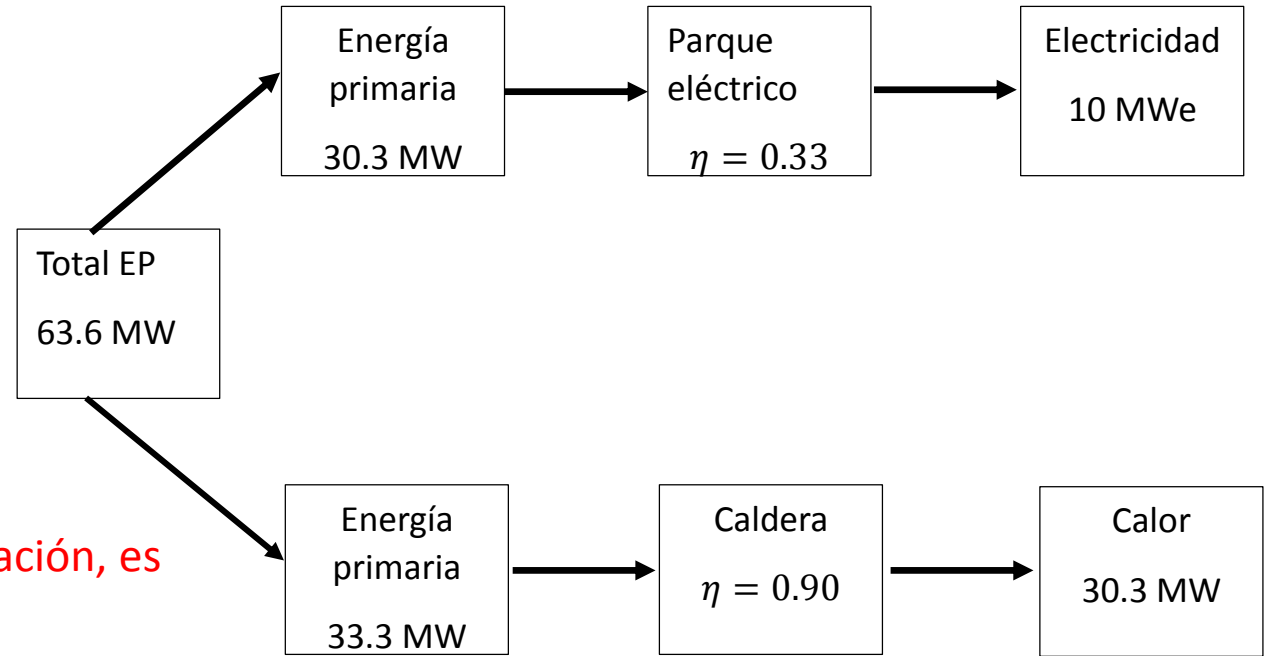 Energía
primaria
30.3 MW
Parque
eléctrico
η = 0.33
Electricidad
10 MWe
Total EP
63.6 MW
ación, es
Energía
primaria
33.3 MW
Caldera
η = 0.90
Calor
30.3 MW